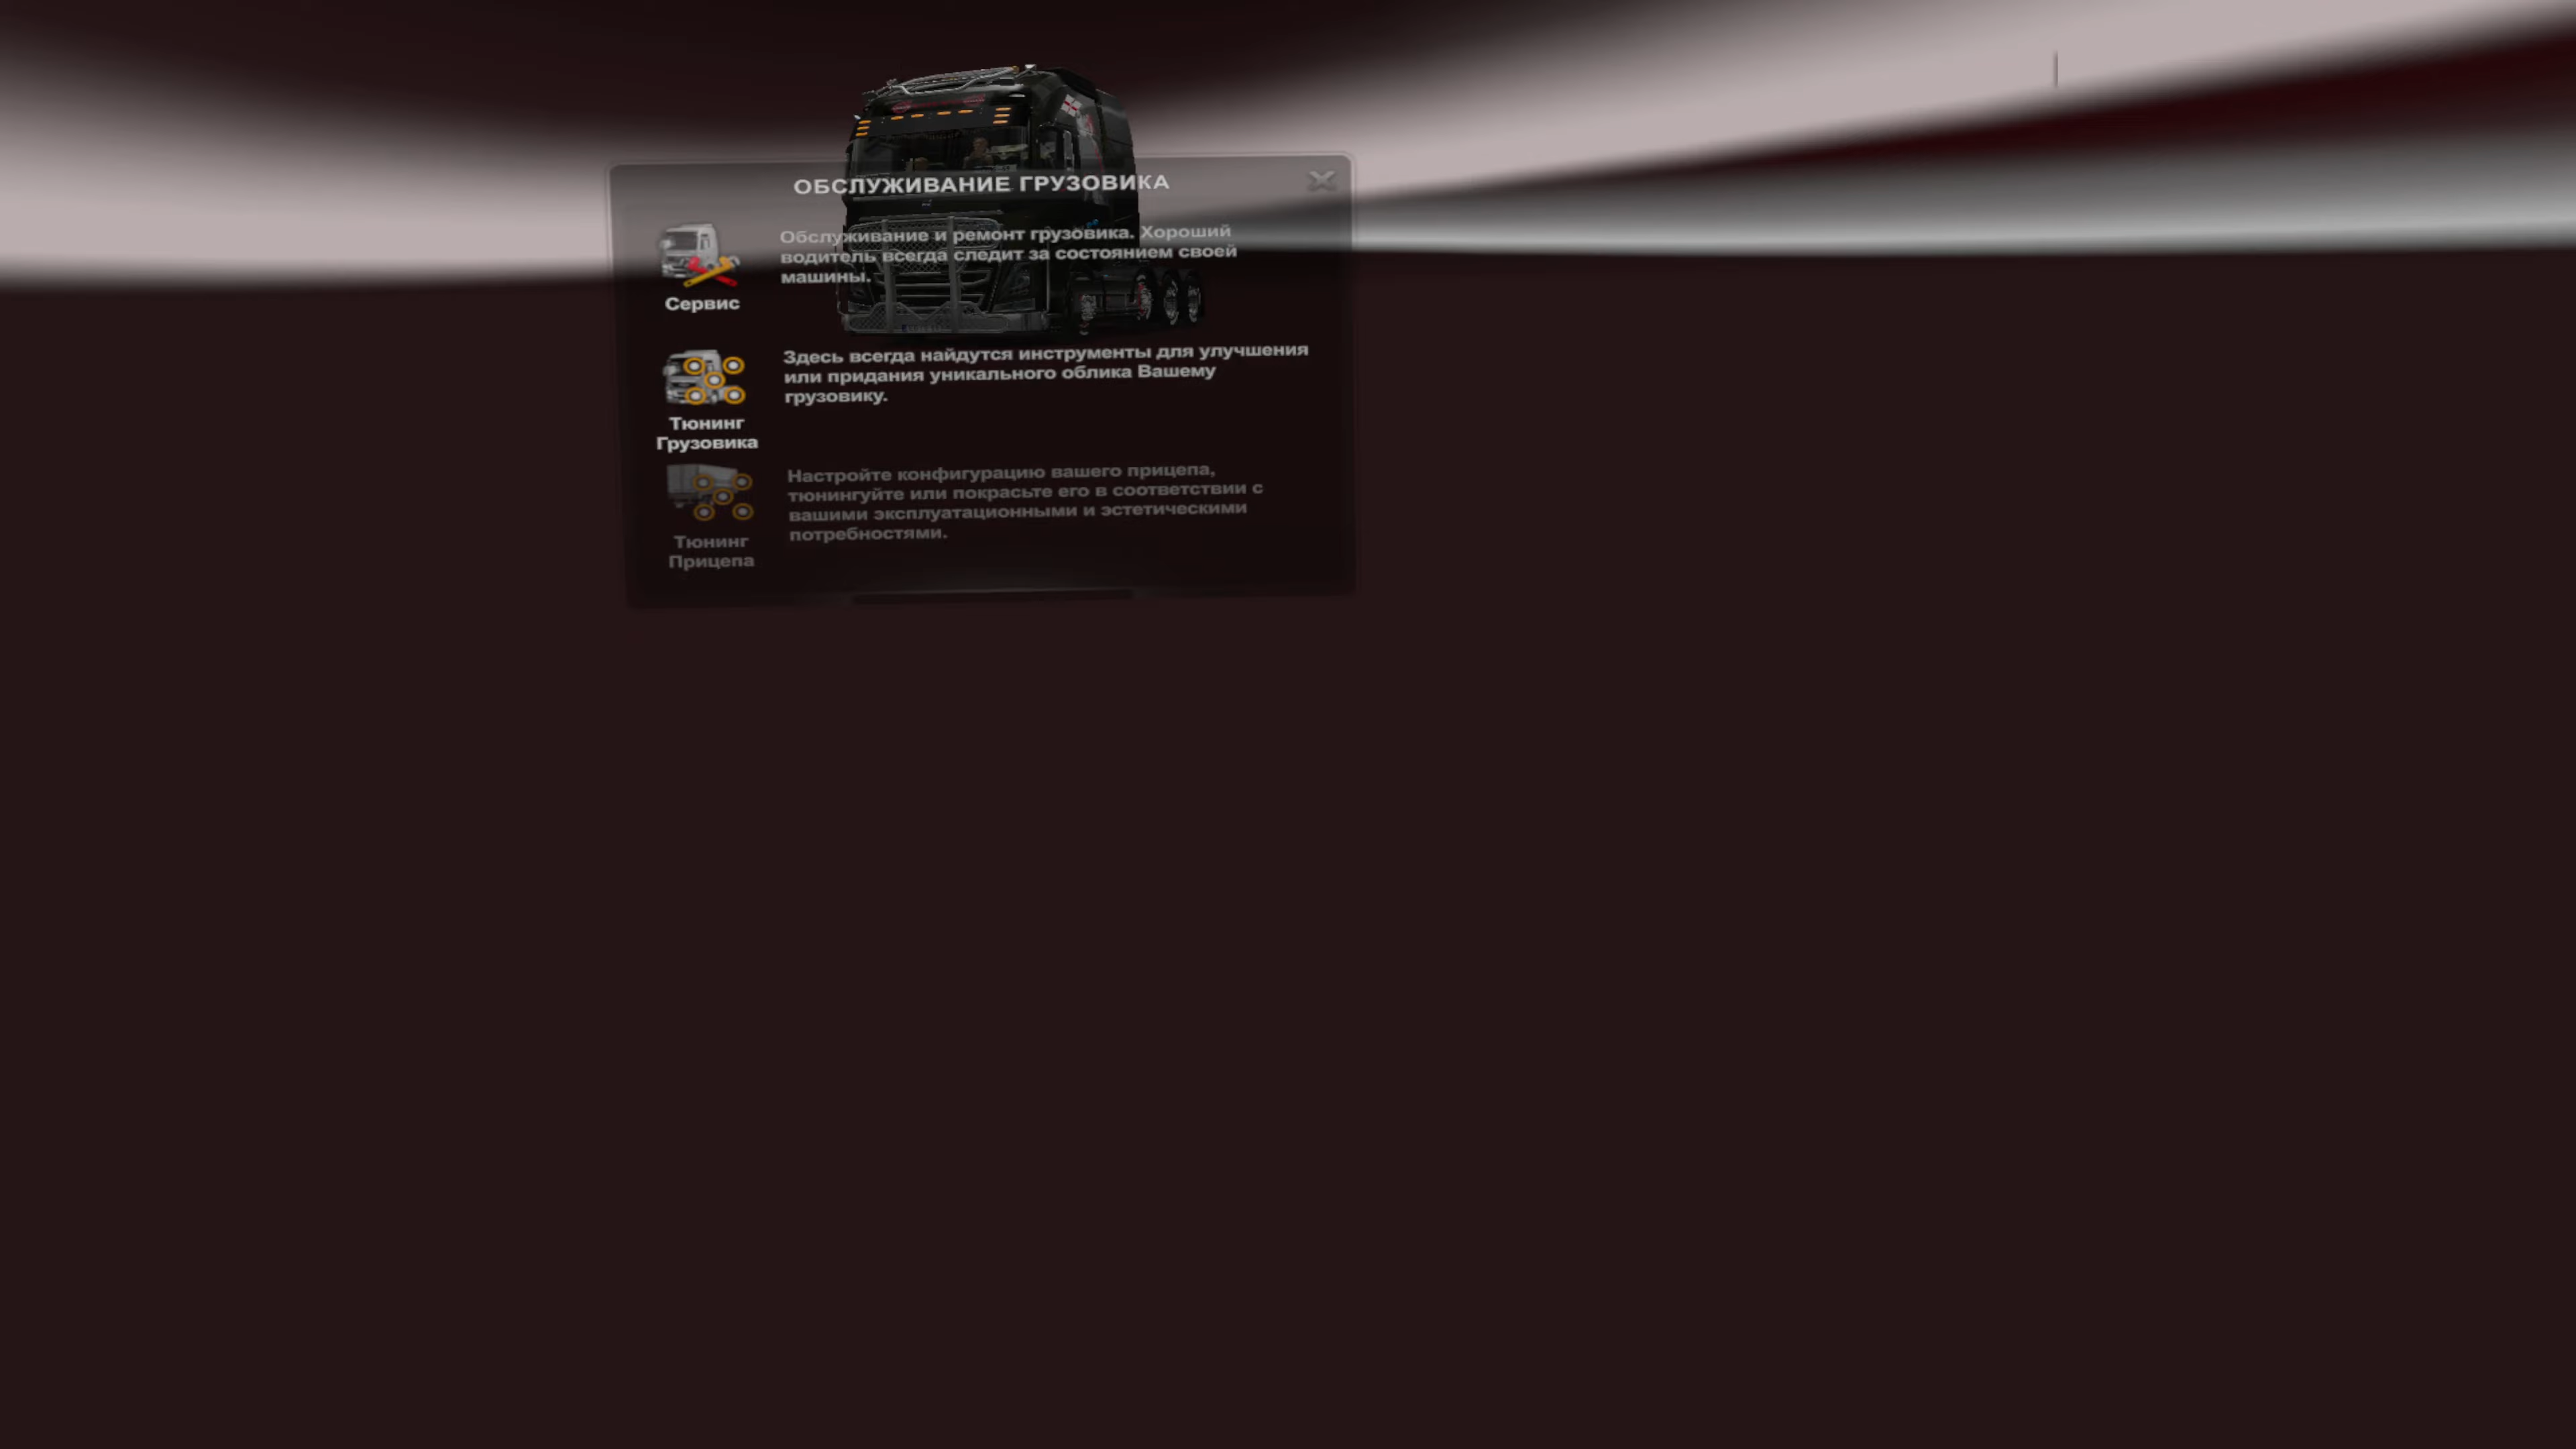 ОБСЛУЖИВАНИЕ ГРУЗОВИКА
Обслуживание и ремонт грузовика. Хороший
водитель всегда следит за состоянием своей
машины.
Сервис
Здесь всегда найдутся инструменты для улучшения
или придания уникального облика Вашему
грузовику.
Тюнинг
Грузовика
Настройте конфигурацию вашего прицепа,
тюнингуйте или покрасьте его в соответствии с
вашими эксплуатационными и эстетическими
потребностями.
Тюнинг
Прицепа